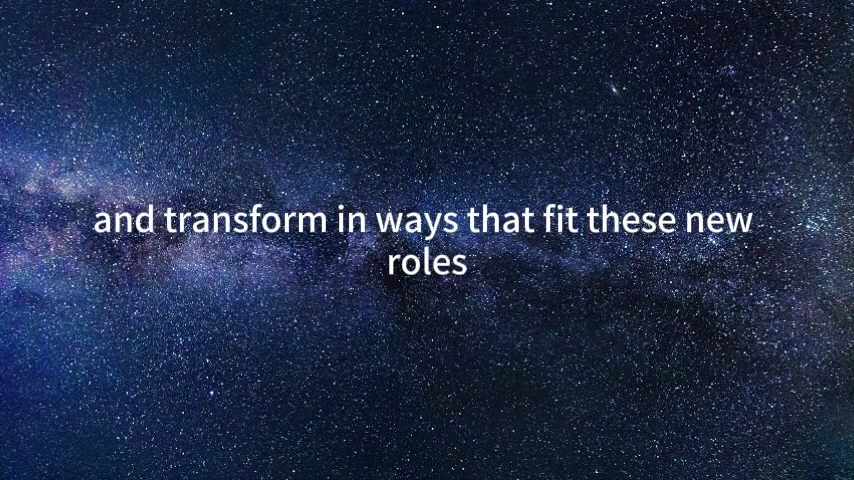 and transform in ways that fit these new
roles